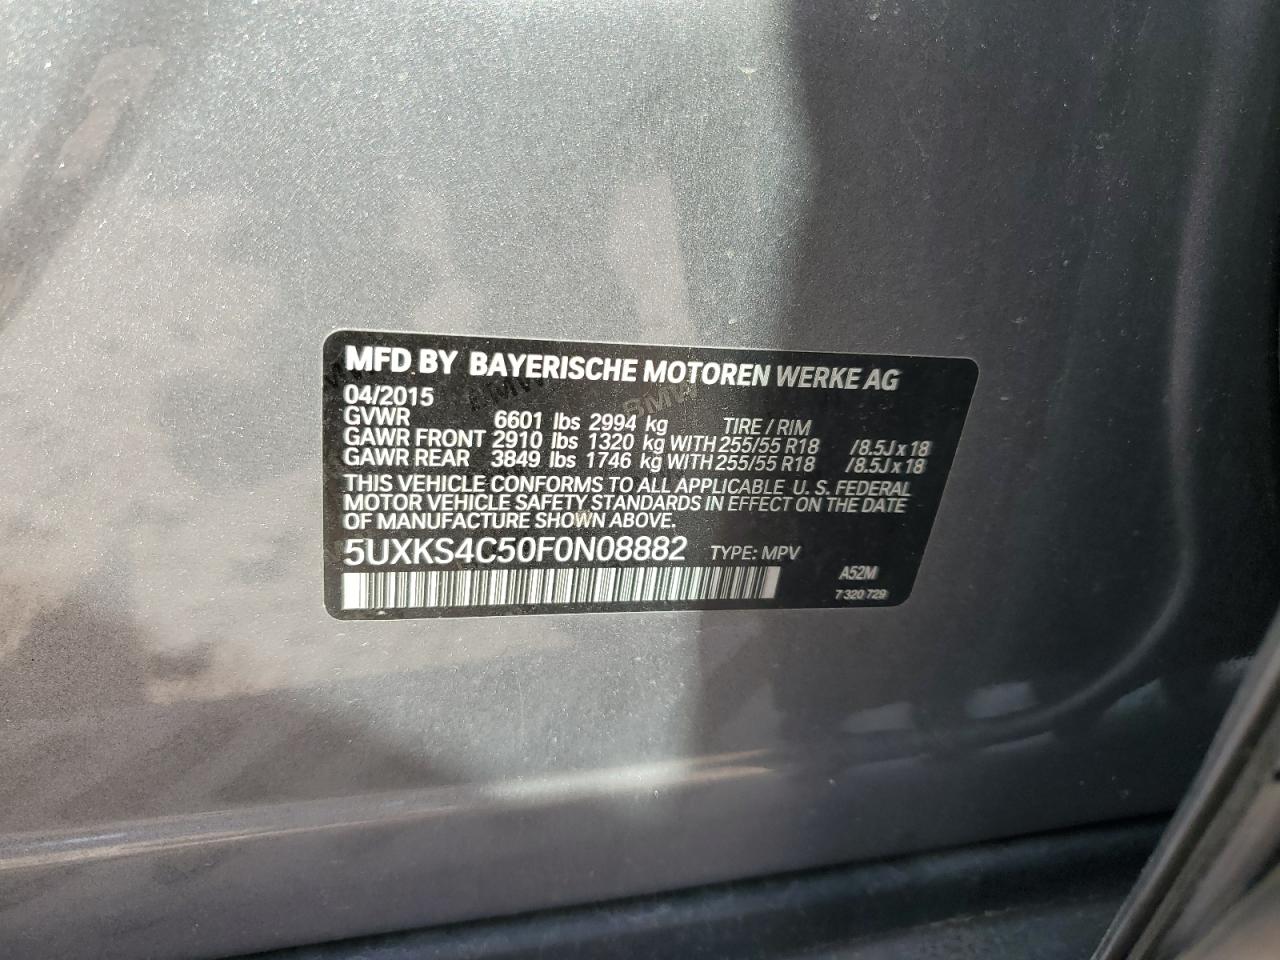 MFD BY BAYERISCHE MOTOREN WERKE AG
04/2015
GVWR 6601 lbs 2994 kg TIRE / RIM
GAWR FRONT 2910 lbs 1320 kg WITH 255/55 R18 /8.5J x 18
GAWR REAR 3849 lbs 1746 kg WITH 255/55 R18 /8.5J x 18
THIS VEHICLE CONFORMS TO ALL APPLICABLE U. S. FEDERAL
MOTOR VEHICLE SAFETY STANDARDS IN EFFECT ON THE DATE
OF MANUFACTURE SHOWN ABOVE.
5UXKS4C50F0N08882 TYPE: MPV
A52M
7 320 729